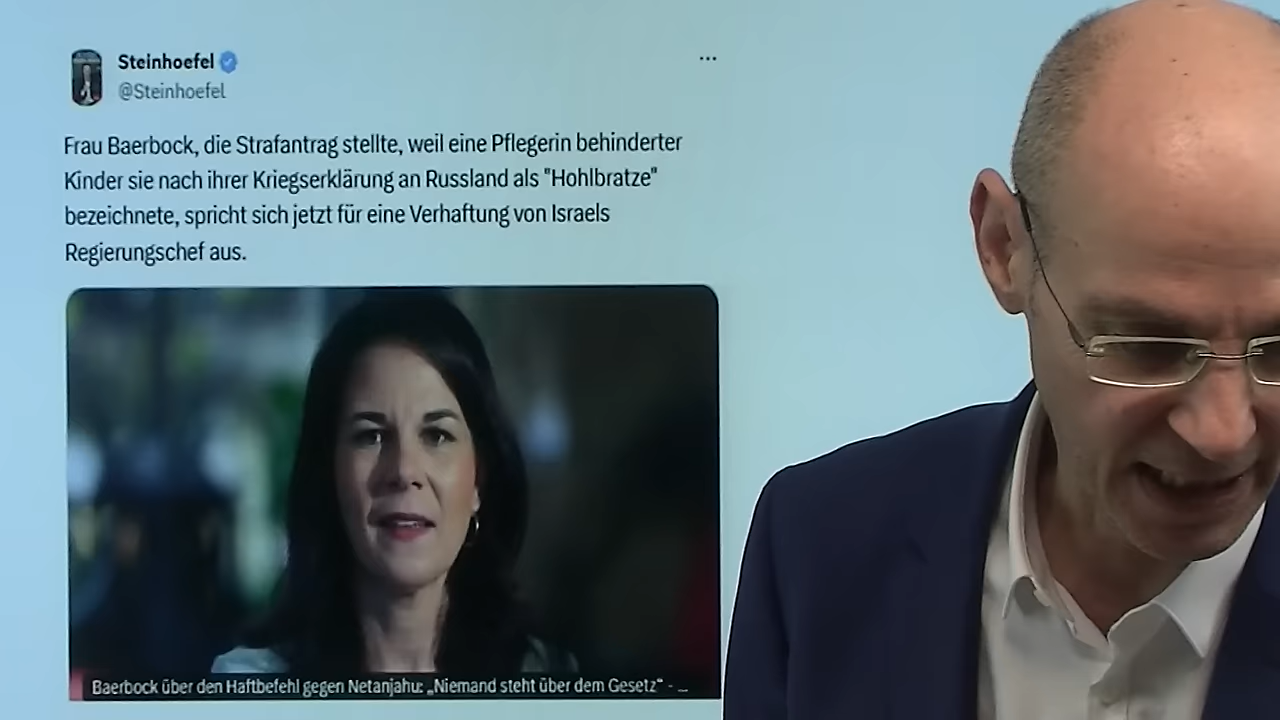 Steinhoefel
@Steinhoefel
Frau Baerbock, die Strafantrag stellte, weil eine Pflegerin behinderter
Kinder sie nach ihrer Kriegserklärung an Russland als "Hohlbratze"
bezeichnete, spricht sich jetzt für eine Verhaftung von Israels
Regierungschef aus.
Baerbock über den Haftbefehl gegen Netanjahu: „Niemand steht über dem Gesetz“ - ...